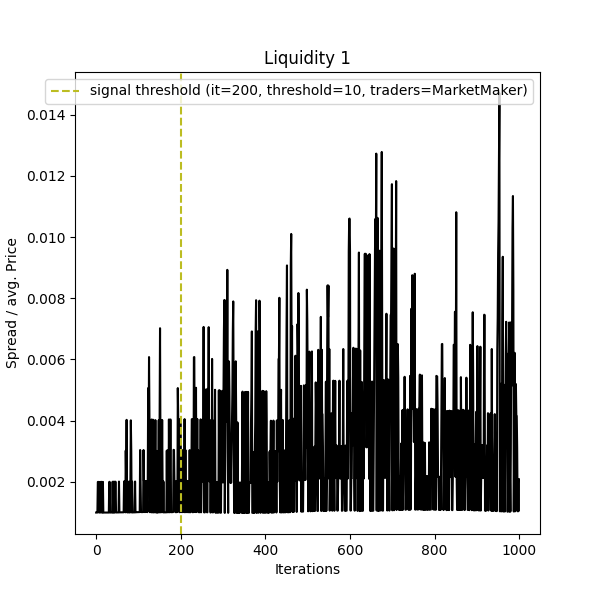 Liquidity 1
signal threshold (it=200, threshold=10, traders=MarketMaker)
0.014
0.012
0.010
0.008
0.006
0.004
0.002
Spread / avg. Price
0 200 400 600 800 1000
Iterations